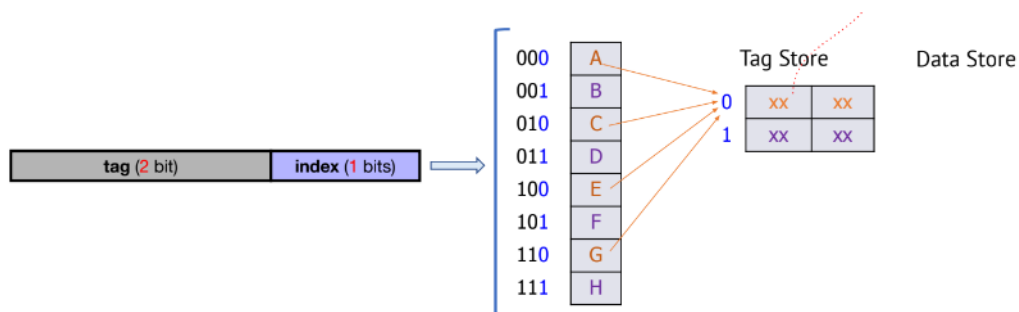 000 A
001 B
010 C
011 D
100 E
101 F
110 G
111 H
tag (2 bit) index (1 bits)
Tag Store Data Store
0 xx xx
1 xx xx